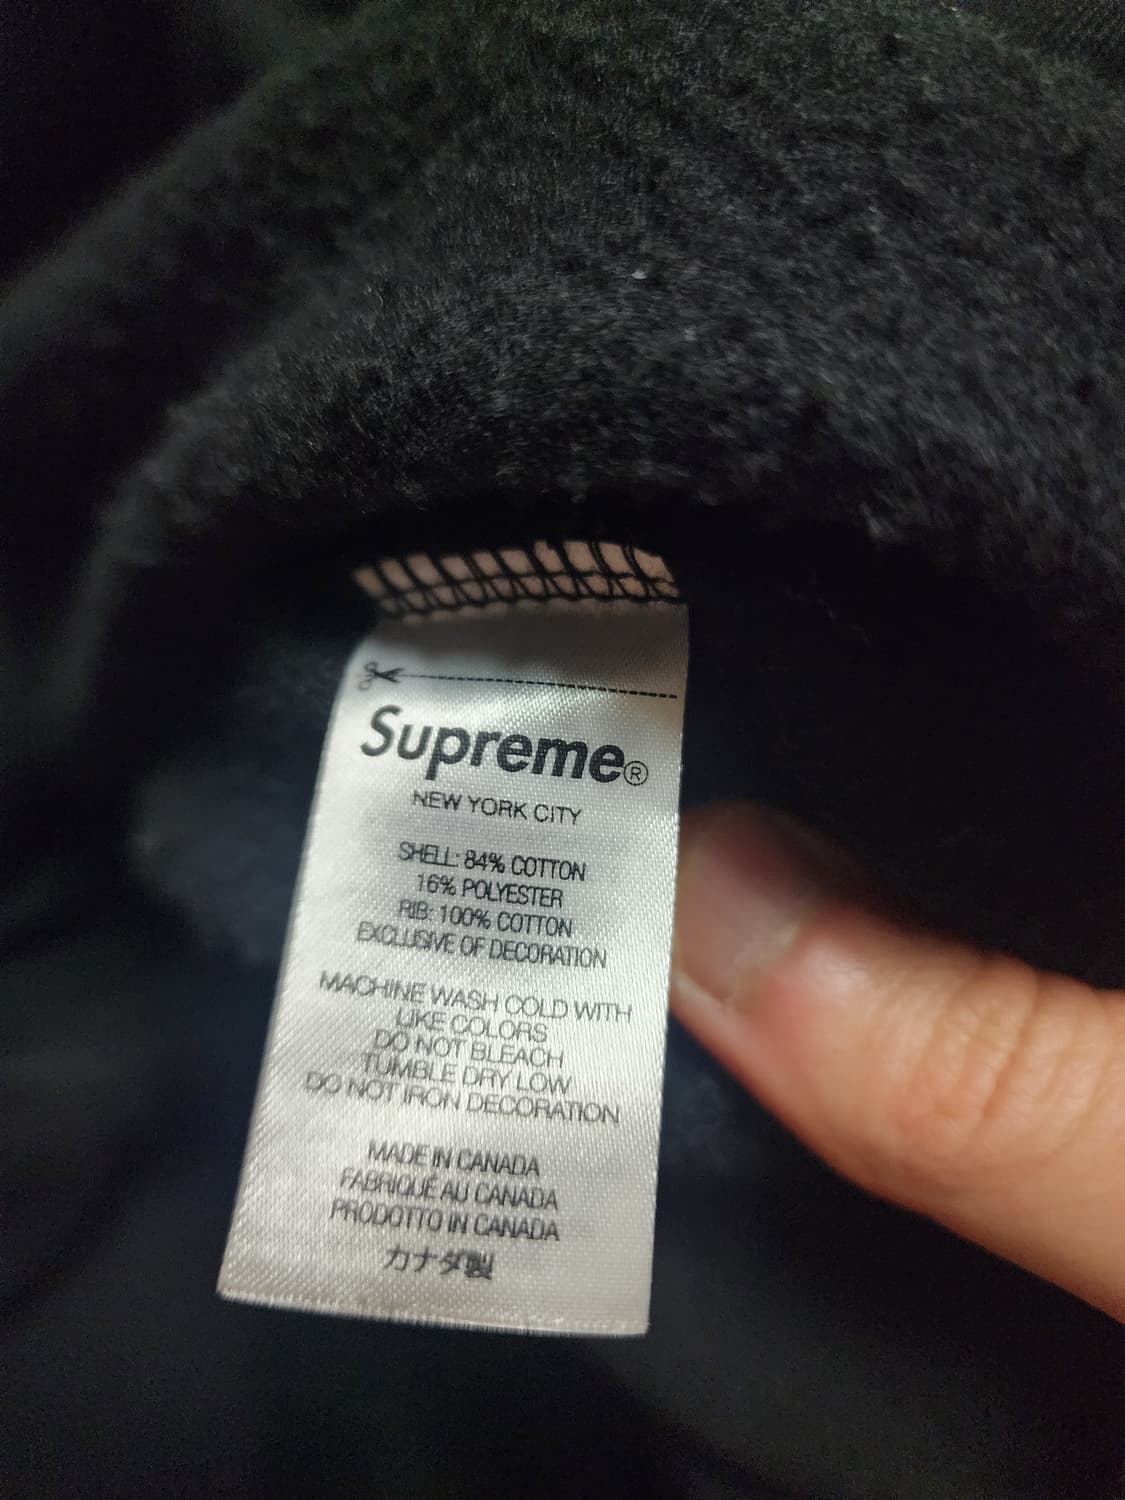 Supreme®
NEW YORK CITY
SHELL: 84% COTTON
16% POLYESTER
RIB: 100% COTTON
EXCLUSIVE OF DECORATION
MACHINE WASH COLD WITH
LIKE COLORS
DO NOT BLEACH
TUMBLE DRY LOW
DO NOT IRON DECORATION
MADE IN CANADA
FABRIQUÉ AU CANADA
PRODOTTO IN CANADA
カナダ製